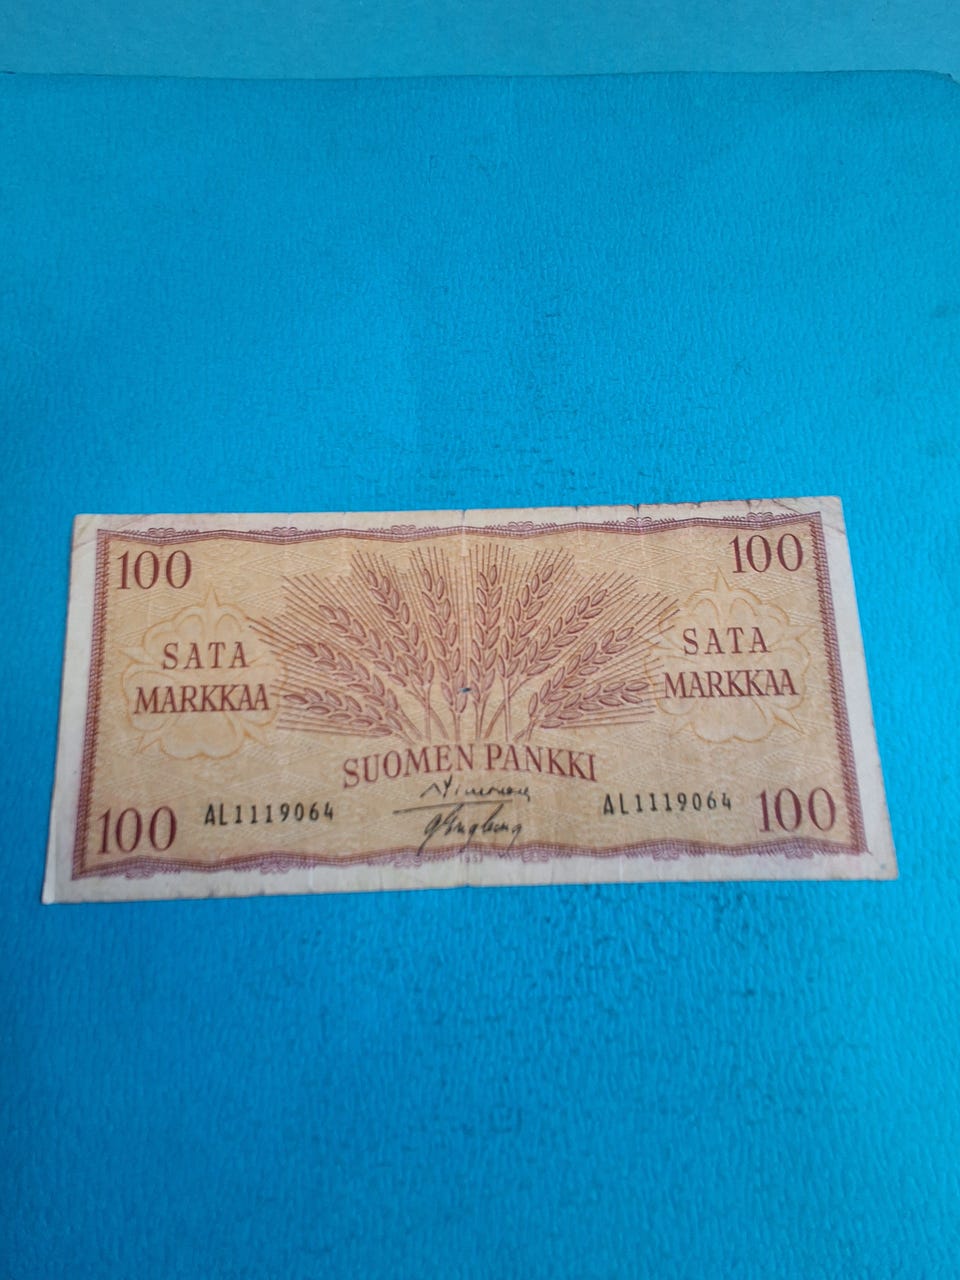 100 100
SATA SATA
MARKKAA MARKKAA
SUOMEN PANKKI
100 AL1119064 AL1119064 100